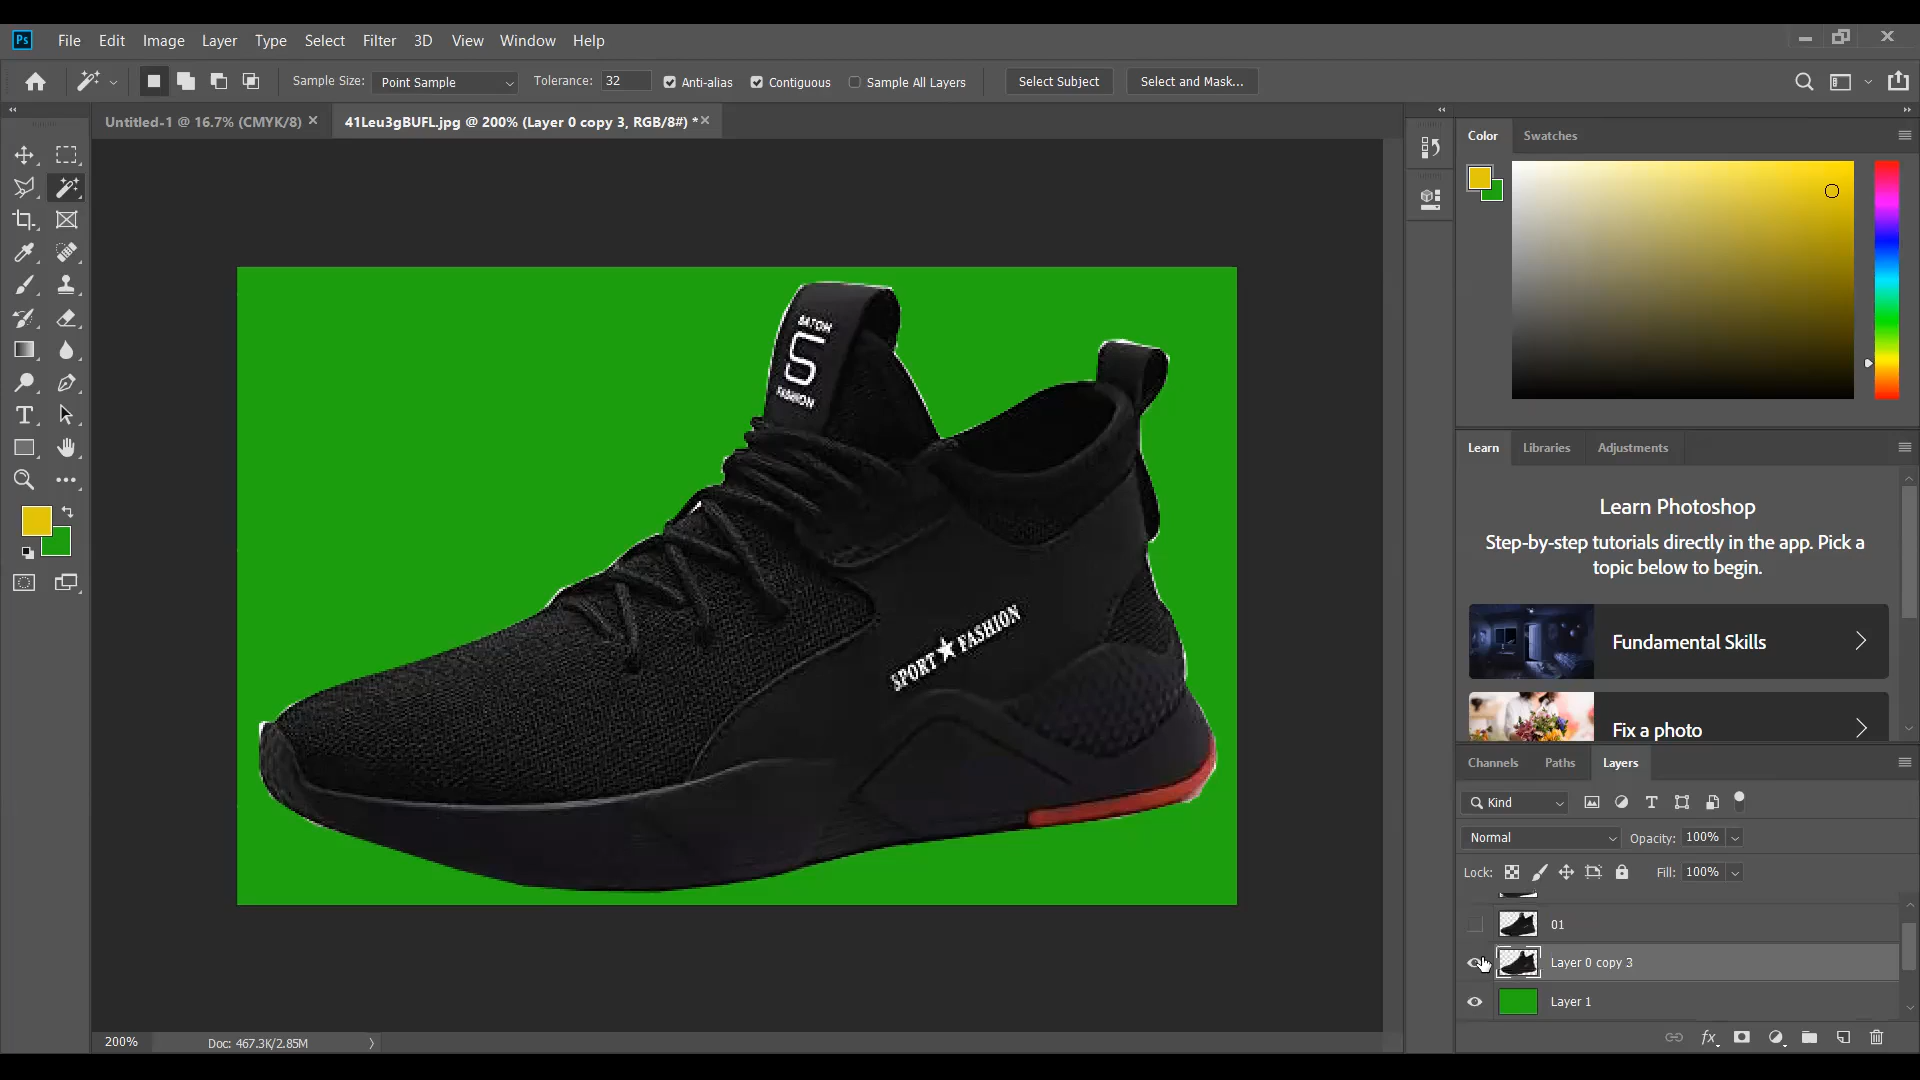 Ps File Edit Image Layer Type Select Filter 3D View Window Help
Sample Size: Point Sample Tolerance: 32 Anti-alias Contiguous Sample All Layers Select Subject Select and Mask...
Untitled-1 @ 16.7% (CMYK/8) × 41Leu3gBUFL.jpg @ 200% (Layer 0 copy 3, RGB/8#) * ×
Color Swatches
SATOH
S
FASHION
SPORT★FASHION
Learn Libraries Adjustments
Learn Photoshop
Step-by-step tutorials directly in the app. Pick a
topic below to begin.
Fundamental Skills
Fix a photo
Channels Paths Layers
Kind
Normal Opacity: 100%
Lock: Fill: 100%
01
Layer 0 copy 3
Layer 1
fx
200% Doc: 467.3K/2.85M